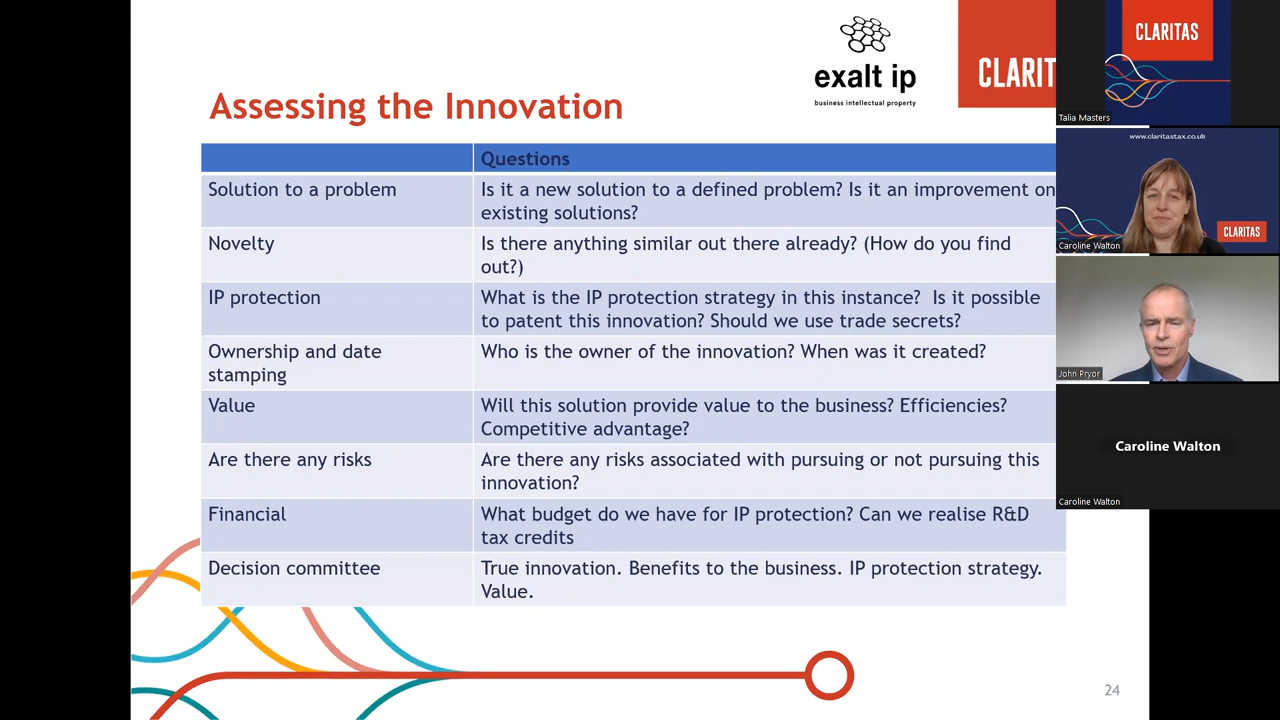 exalt ip
business intellectual property
CLARIT
Assessing the Innovation
Questions
Solution to a problem
Is it a new solution to a defined problem? Is it an improvement on
existing solutions?
Novelty
Is there anything similar out there already? (How do you find
out?)
IP protection
What is the IP protection strategy in this instance?  Is it possible
to patent this innovation? Should we use trade secrets?
Ownership and date
stamping
Who is the owner of the innovation? When was it created?
Value
Will this solution provide value to the business? Efficiencies?
Competitive advantage?
Are there any risks
Are there any risks associated with pursuing or not pursuing this
innovation?
Financial
What budget do we have for IP protection? Can we realise R&D
tax credits
Decision committee
True innovation. Benefits to the business. IP protection strategy.
Value.
24
CLARITAS
Talia Masters
www.claritastax.co.uk
CLARITAS
Caroline Walton
John Pryor
Caroline Walton
Caroline Walton